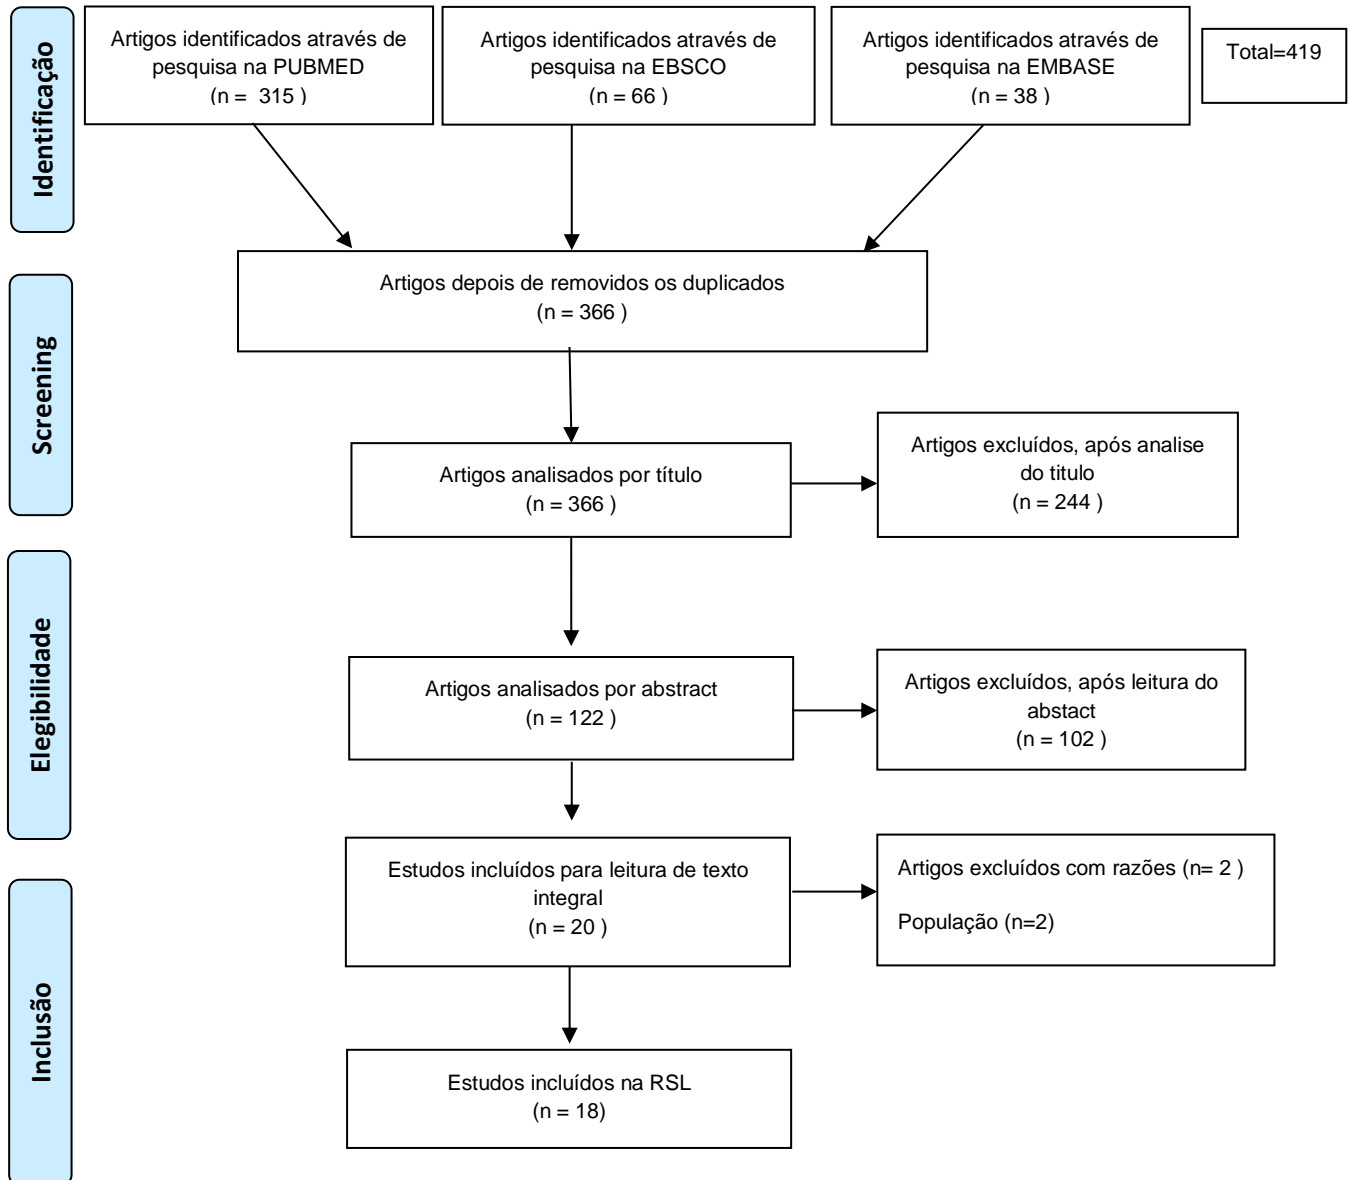 Identificação
Artigos identificados através de
pesquisa na PUBMED
(n = 315 )
Artigos identificados através de
pesquisa na EBSCO
(n = 66 )
Artigos identificados através de
pesquisa na EMBASE
(n = 38 )
Total=419
Screening
Artigos depois de removidos os duplicados
(n = 366 )
Artigos analisados por título
(n = 366 )
Artigos excluídos, após analise
do titulo
(n = 244 )
Elegibilidade
Artigos analisados por abstract
(n = 122 )
Artigos excluídos, após leitura do
abstact
(n = 102 )
Estudos incluídos para leitura de texto
integral
(n = 20 )
Artigos excluídos com razões (n= 2 )
População (n=2)
Inclusão
Estudos incluídos na RSL
(n = 18)